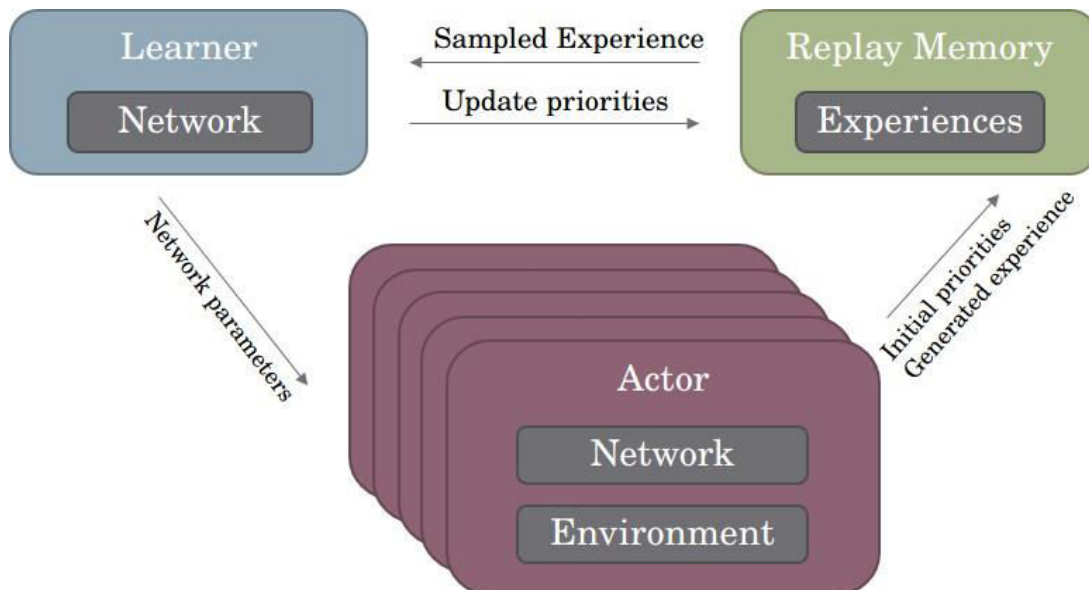 Learner
Network
Sampled Experience
Update priorities
Replay Memory
Experiences
Network parameters
Initial priorities
Generated experience
Actor
Network
Environment